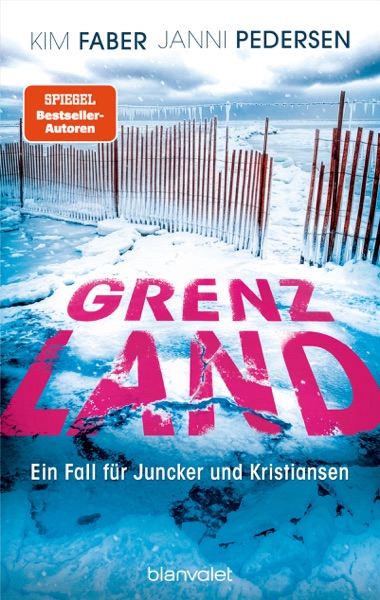 KIM FABER JANNI PEDERSEN
SPIEGEL
Bestseller-
Autoren
GRENZ
LAND
Ein Fall für Juncker und Kristiansen
blanvalet